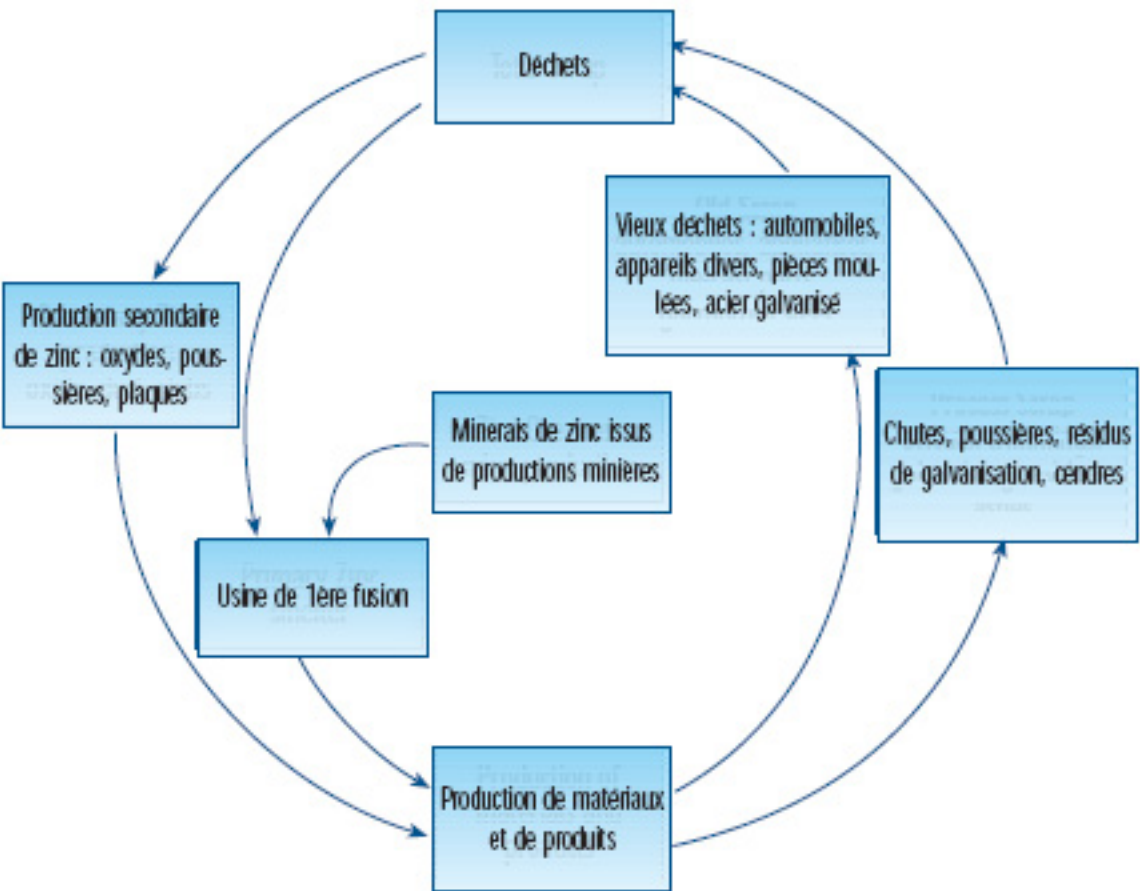 Déchets
Vieux déchets : automobiles,
appareils divers, pièces mou-
lées, acier galvanisé
Production secondaire
de zinc : oxydes, pous-
sières, plaques
Minerais de zinc issus
de productions minières
Chutes, poussières, résidus
de galvanisation, cendres
Usine de 1ère fusion
Production de matériaux
et de produits